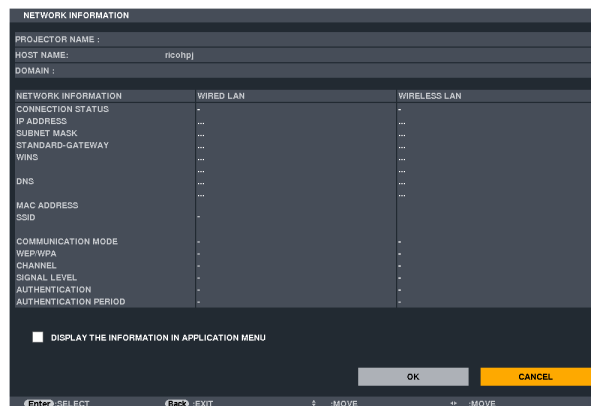 NETWORK INFORMATION
PROJECTOR NAME :
HOST NAME: ricohpj
DOMAIN :
NETWORK INFORMATION WIRED LAN WIRELESS LAN
CONNECTION STATUS - -
IP ADDRESS ... ...
SUBNET MASK ... ...
STANDARD-GATEWAY ... ...
WINS ... ...
... ...
DNS ... ...
... ...
MAC ADDRESS
SSID -
COMMUNICATION MODE - -
WEP/WPA - -
CHANNEL - -
SIGNAL LEVEL - -
AUTHENTICATION - -
AUTHENTICATION PERIOD - -
DISPLAY THE INFORMATION IN APPLICATION MENU
OK CANCEL
Enter :SELECT Back :EXIT :MOVE :MOVE